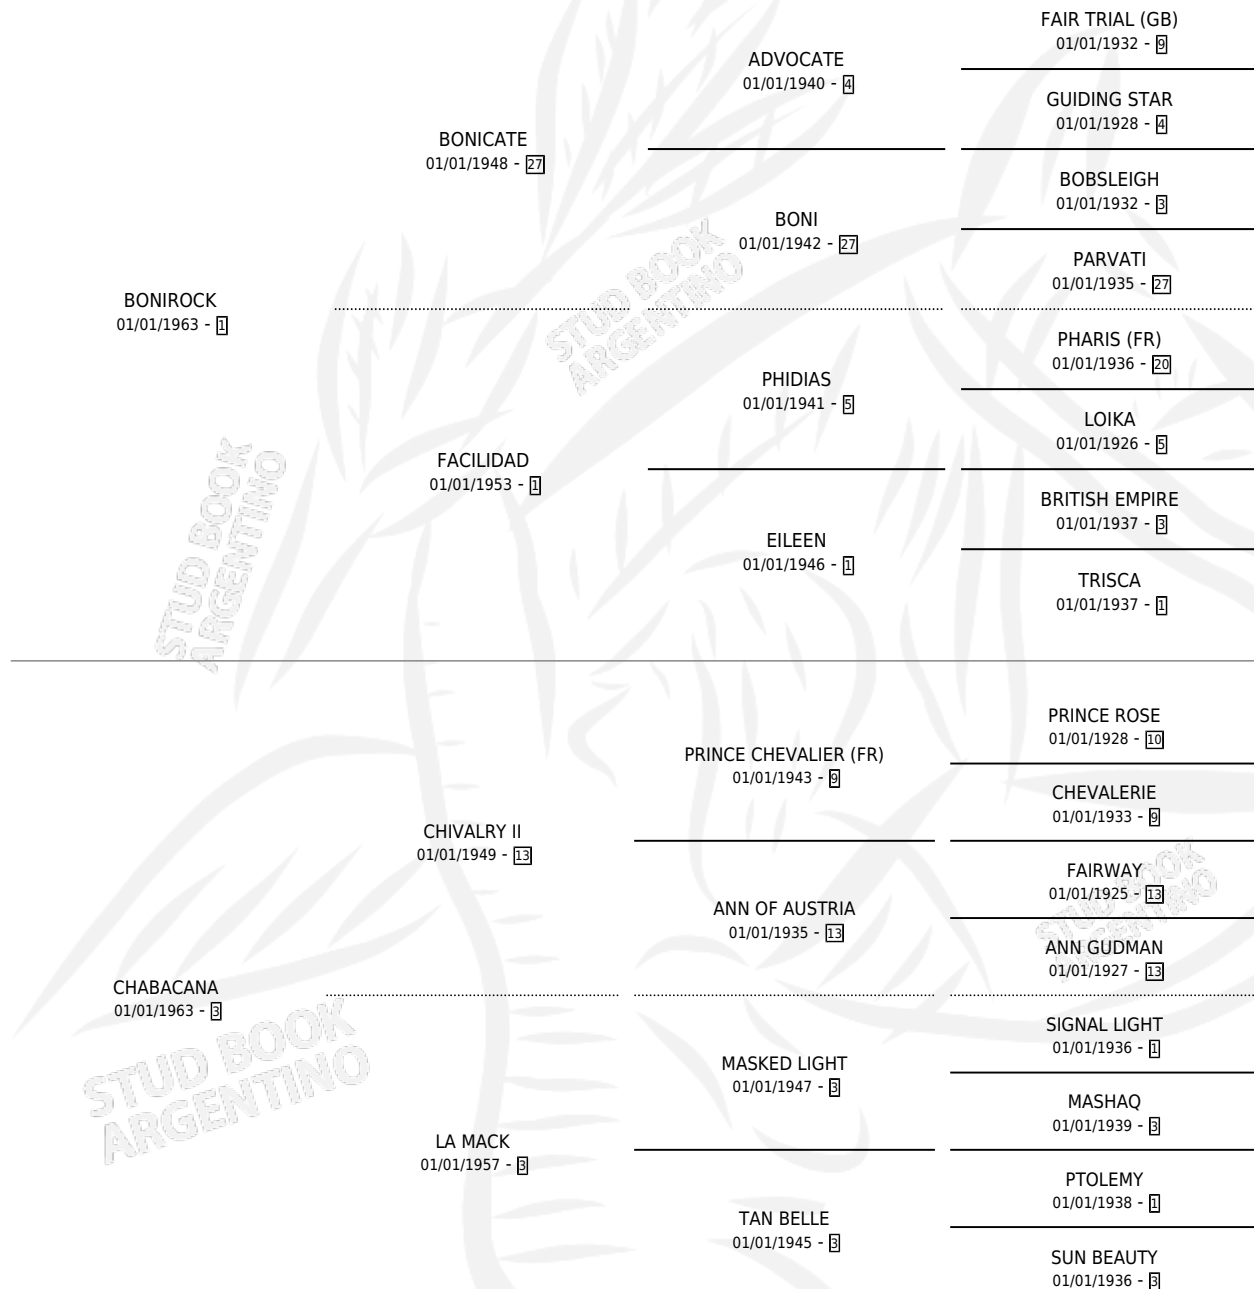 FAIR TRIAL (GB)
01/01/1932 - 9
ADVOCATE
01/01/1940 - 4
GUIDING STAR
01/01/1928 - 4
BONICATE
01/01/1948 - 27
BOBSLEIGH
01/01/1932 - 3
BONI
01/01/1942 - 27
PARVATI
01/01/1935 - 27
BONIROCK
01/01/1963 - 1
PHARIS (FR)
01/01/1936 - 20
PHIDIAS
01/01/1941 - 5
LOIKA
01/01/1926 - 5
FACILIDAD
01/01/1953 - 1
BRITISH EMPIRE
01/01/1937 - 3
EILEEN
01/01/1946 - 1
TRISCA
01/01/1937 - 1
STUD BOOK
ARGENTINO
STUD BOOK
ARGENTINO
PRINCE ROSE
01/01/1928 - 10
PRINCE CHEVALIER (FR)
01/01/1943 - 9
CHEVALERIE
01/01/1933 - 9
CHIVALRY II
01/01/1949 - 13
FAIRWAY
01/01/1925 - 13
ANN OF AUSTRIA
01/01/1935 - 13
ANN GUDMAN
01/01/1927 - 13
CHABACANA
01/01/1963 - 3
SIGNAL LIGHT
01/01/1936 - 1
MASKED LIGHT
01/01/1947 - 3
MASHAQ
01/01/1939 - 3
LA MACK
01/01/1957 - 3
PTOLEMY
01/01/1938 - 1
TAN BELLE
01/01/1945 - 3
SUN BEAUTY
01/01/1936 - 3
STUD BOOK
ARGENTINO
STUD BOOK
ARGENTINO